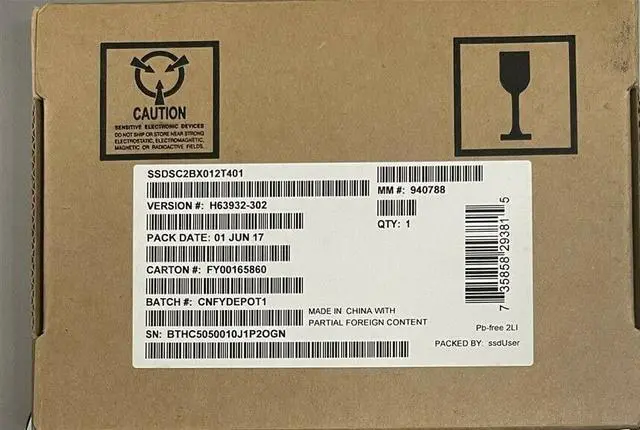 CAUTION
SENSITIVE ELECTRONIC DEVICES
DO NOT SHIP OR STORE NEAR STRONG
ELECTROSTATIC, ELECTROMAGNETIC,
MAGNETIC OR RADIOACTIVE FIELDS.
SSDSC2BX012T401
MM #: 940788
VERSION #: H63932-302
QTY: 1
PACK DATE: 01 JUN 17
CARTON #: FY00165860
BATCH #: CNFYDEPOT1
MADE IN CHINA WITH
PARTIAL FOREIGN CONTENT
SN: BTHC5050010J1P2OGN
7 35858 29381 5
Pb-free 2LI
PACKED BY: ssdUser